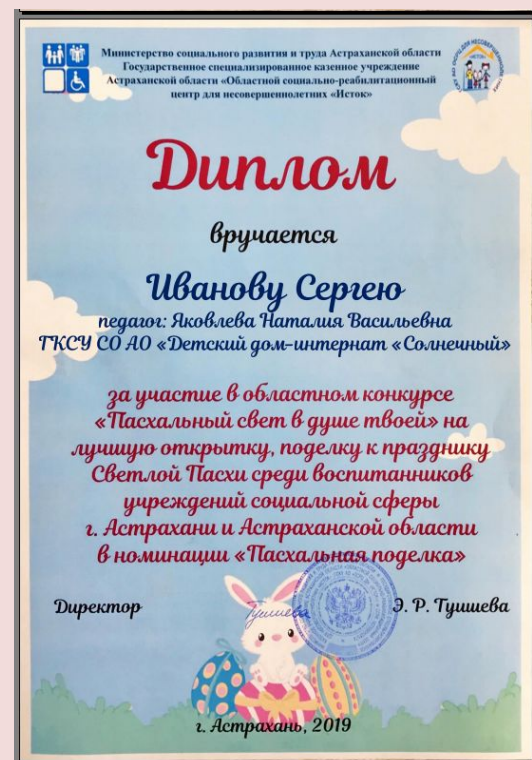 Министерство социального развития и труда Астраханской области
Государственное специализированное казенное учреждение
Астраханской области «Областной социально-реабилитационный
центр для несовершеннолетних «Исток»
Диплом
вручается
Иванову Сергею
педагог: Яковлева Наталия Васильевна
ГКСУ СО АО «Детский дом-интернат «Солнечный»
за участие в областном конкурсе
«Пасхальный свет в душе твоей» на
лучшую открытку, поделку к празднику
Светлой Пасхи среди воспитанников
учреждений социальной сферы
г. Астрахани и Астраханской области
в номинации «Пасхальная поделка»
Директор Э. Р. Тушева
г. Астрахань, 2019